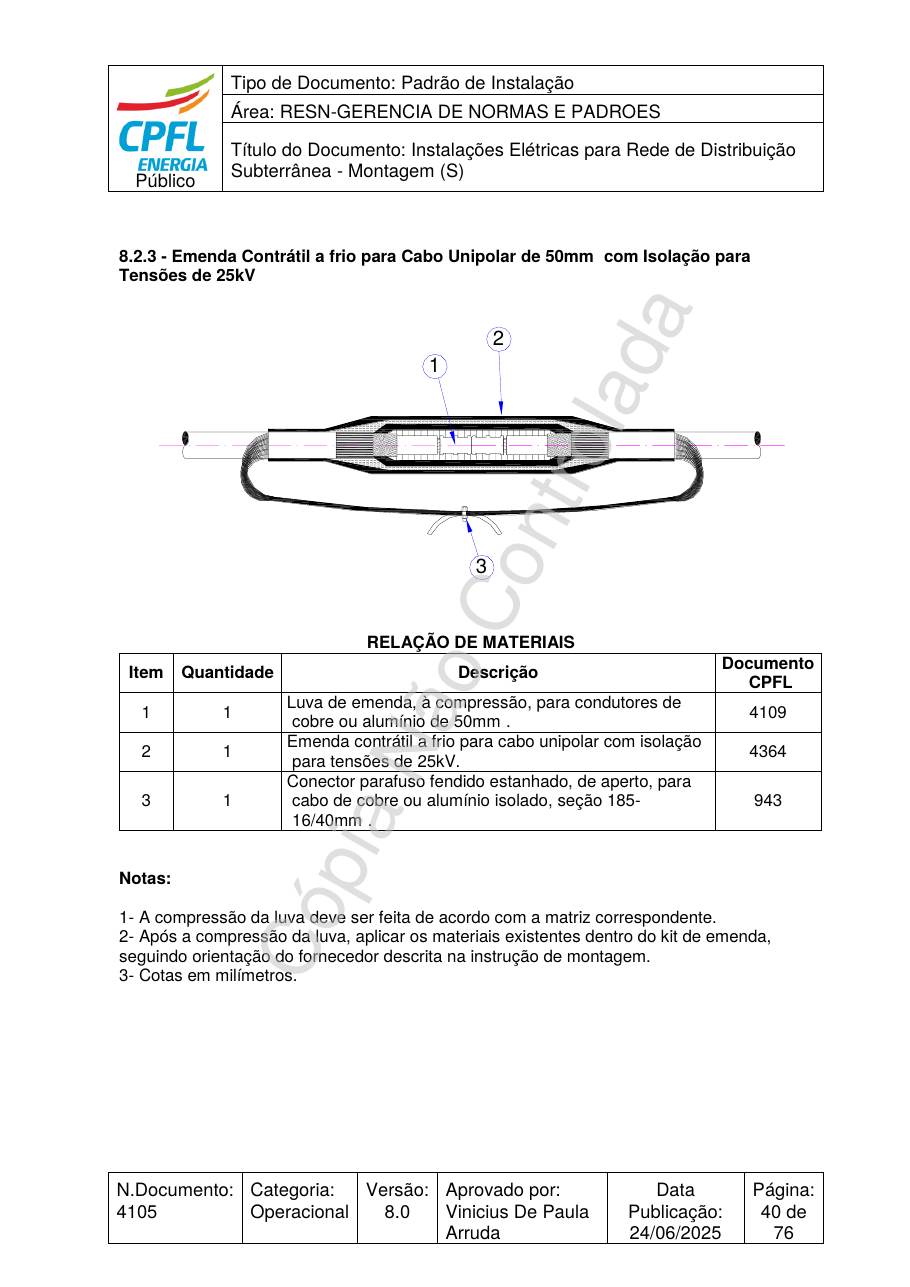 CPFL
ENERGIA
Público
Tipo de Documento: Padrão de Instalação
Área: RESN-GERENCIA DE NORMAS E PADROES
Título do Documento: Instalações Elétricas para Rede de Distribuição
Subterrânea - Montagem (S)
8.2.3 - Emenda Contrátil a frio para Cabo Unipolar de 50mm  com Isolação para
Tensões de 25kV
2
1
3
Cópia Não Controlada
RELAÇÃO DE MATERIAIS
Item Quantidade Descrição Documento
CPFL
1 1 Luva de emenda, à compressão, para condutores de
cobre ou alumínio de 50mm . 4109
2 1 Emenda contrátil a frio para cabo unipolar com isolação
para tensões de 25kV. 4364
3 1 Conector parafuso fendido estanhado, de aperto, para
cabo de cobre ou alumínio isolado, seção 185-
16/40mm . 943
Notas:
1- A compressão da luva deve ser feita de acordo com a matriz correspondente.
2- Após a compressão da luva, aplicar os materiais existentes dentro do kit de emenda,
seguindo orientação do fornecedor descrita na instrução de montagem.
3- Cotas em milímetros.
N.Documento: Categoria: Versão: Aprovado por: Data Página:
4105 Operacional 8.0 Vinicius De Paula Publicação: 40 de
Arruda 24/06/2025 76